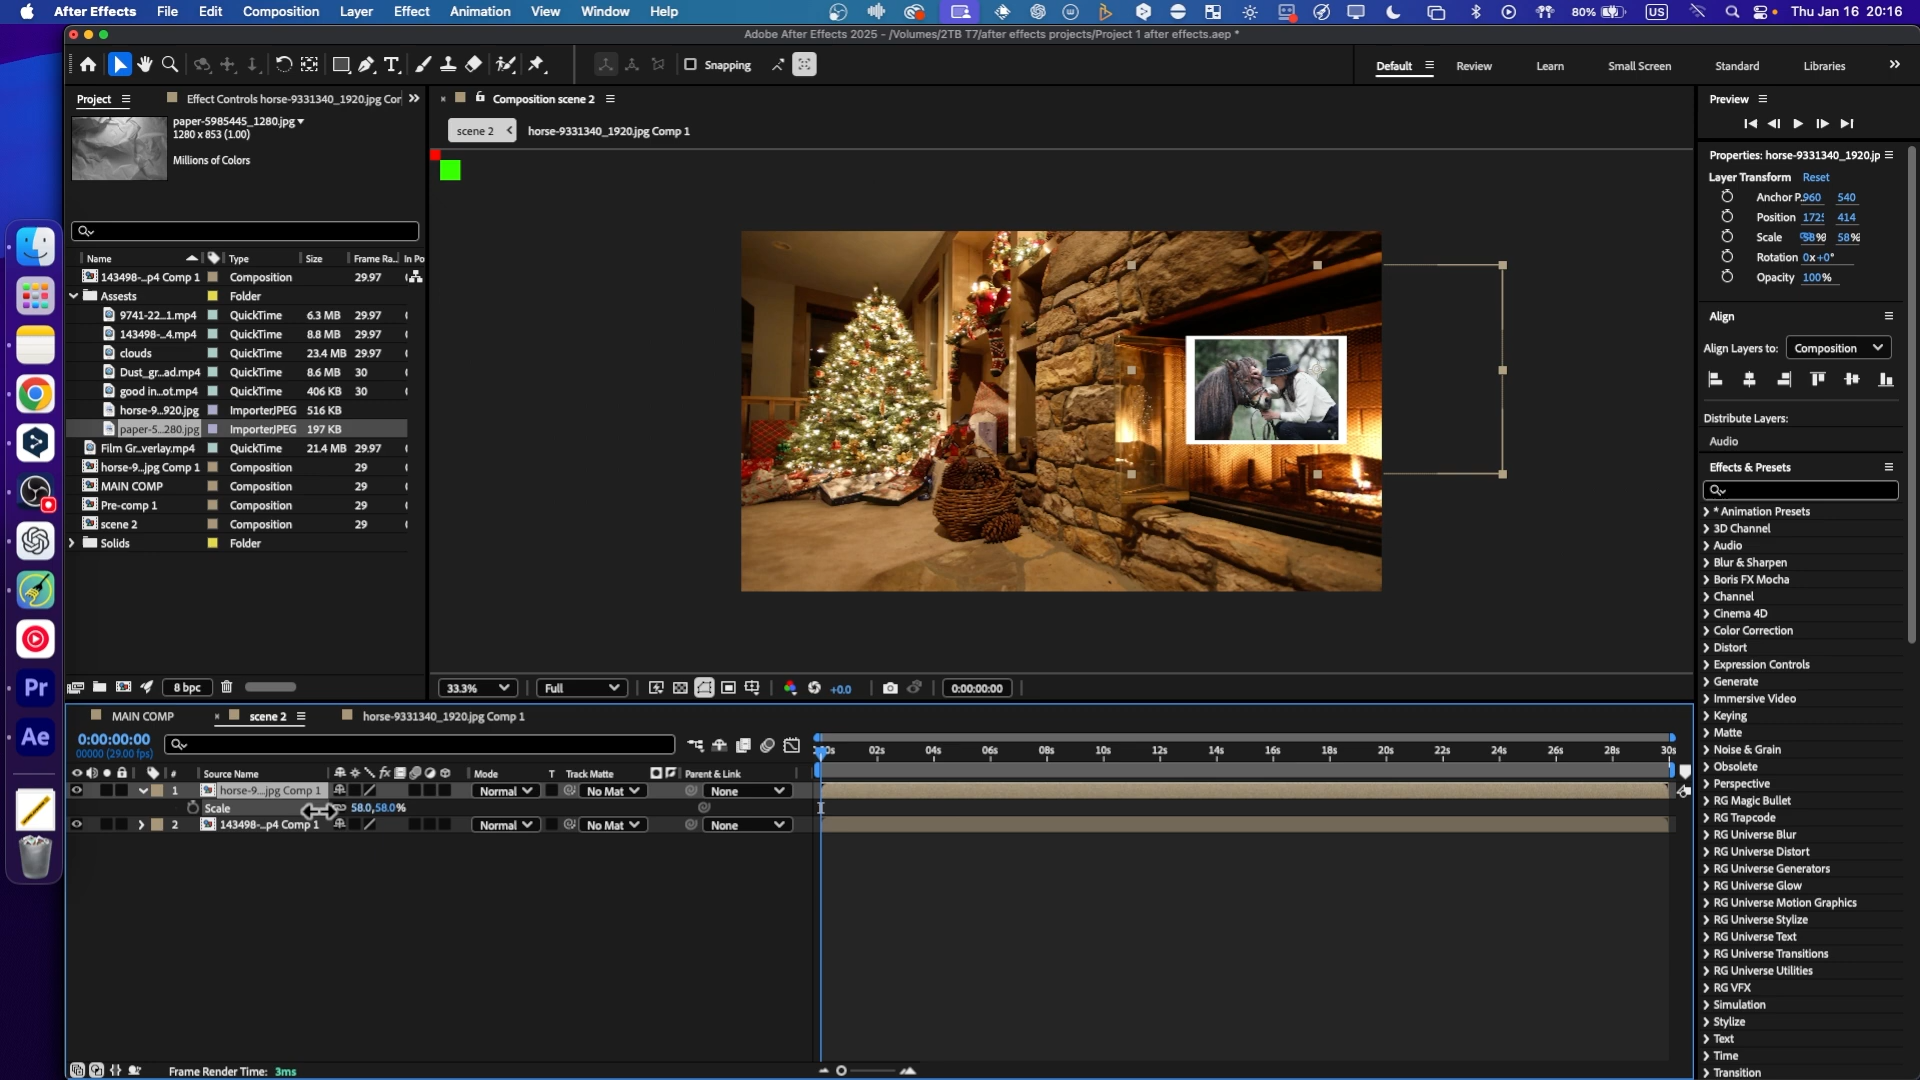 After Effects File Edit Composition Layer Effect Animation View Window Help 80% US Thu Jan 16 20:16
Adobe After Effects 2025 - /Volumes/2TB T7/after effects projects/Project 1 after effects.aep *
Snapping Default Review Learn Small Screen Standard Libraries
Project Effect Controls horse-9331340_1920.jpg Cor
paper-5985445_1280.jpg
1280 x 853 (1.00)
Millions of Colors
Name Type Size Frame Ra.. In Po
143498-...p4 Comp 1 Composition 29.97
Assests Folder
9741-22...1.mp4 QuickTime 6.3 MB 29.97
143498-...4.mp4 QuickTime 8.8 MB 29.97
clouds QuickTime 23.4 MB 29.97
Dust_gr...ad.mp4 QuickTime 8.6 MB 30
good in...ot.mp4 QuickTime 406 KB 30
horse-9...920.jpg ImporterJPEG 516 KB
paper-5...280.jpg ImporterJPEG 197 KB
Film Gr...verlay.mp4 QuickTime 21.4 MB 29.97
horse-9...jpg Comp 1 Composition 29
MAIN COMP Composition 29
Pre-comp 1 Composition 29
scene 2 Composition 29
Solids Folder
8 bpc
Composition scene 2
scene 2 horse-9331340_1920.jpg Comp 1
33.3% Full +0.0 0:00:00:00
Preview
Properties: horse-9331340_1920.jp
Layer Transform Reset
Anchor P. 960 540
Position 414
Scale 58% 58%
Rotation 0x+0°
Opacity 100%
Align
Align Layers to: Composition
Distribute Layers:
Audio
Effects & Presets
* Animation Presets
3D Channel
Audio
Blur & Sharpen
Boris FX Mocha
Channel
Cinema 4D
Color Correction
Distort
Expression Controls
Generate
Immersive Video
Keying
Matte
Noise & Grain
Obsolete
Perspective
RG Magic Bullet
RG Trapcode
RG Universe Blur
RG Universe Distort
RG Universe Generators
RG Universe Glow
RG Universe Motion Graphics
RG Universe Stylize
RG Universe Text
RG Universe Transitions
RG Universe Utilities
RG VFX
Simulation
Stylize
Text
Time
Transition
MAIN COMP scene 2 horse-9331340_1920.jpg Comp 1
0:00:00:00
00000 (29.00 fps)
02s 04s 06s 08s 10s 12s 14s 16s 18s 20s 22s 24s 26s 28s 30s
# Source Name Mode T Track Matte Parent & Link
1 horse-9....jpg Comp 1 Normal No Mat None
Scale 58.0,58.0%
2 143498-...p4 Comp 1 Normal No Mat None
Frame Render Time: 3ms
Pr
Ae